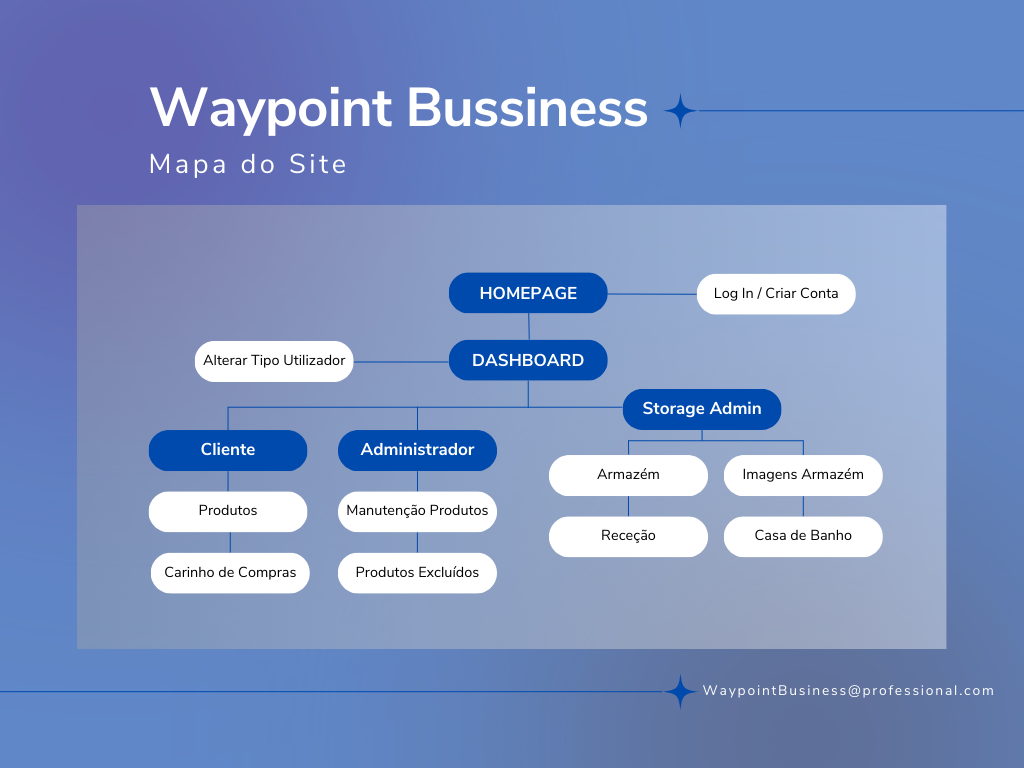 Waypoint Bussiness
Mapa do Site
HOMEPAGE
Log In / Criar Conta
Alterar Tipo Utilizador
DASHBOARD
Storage Admin
Cliente
Administrador
Armazém
Imagens Armazém
Produtos
Manutenção Produtos
Receção
Casa de Banho
Carinho de Compras
Produtos Excluídos
WaypointBusiness@professional.com